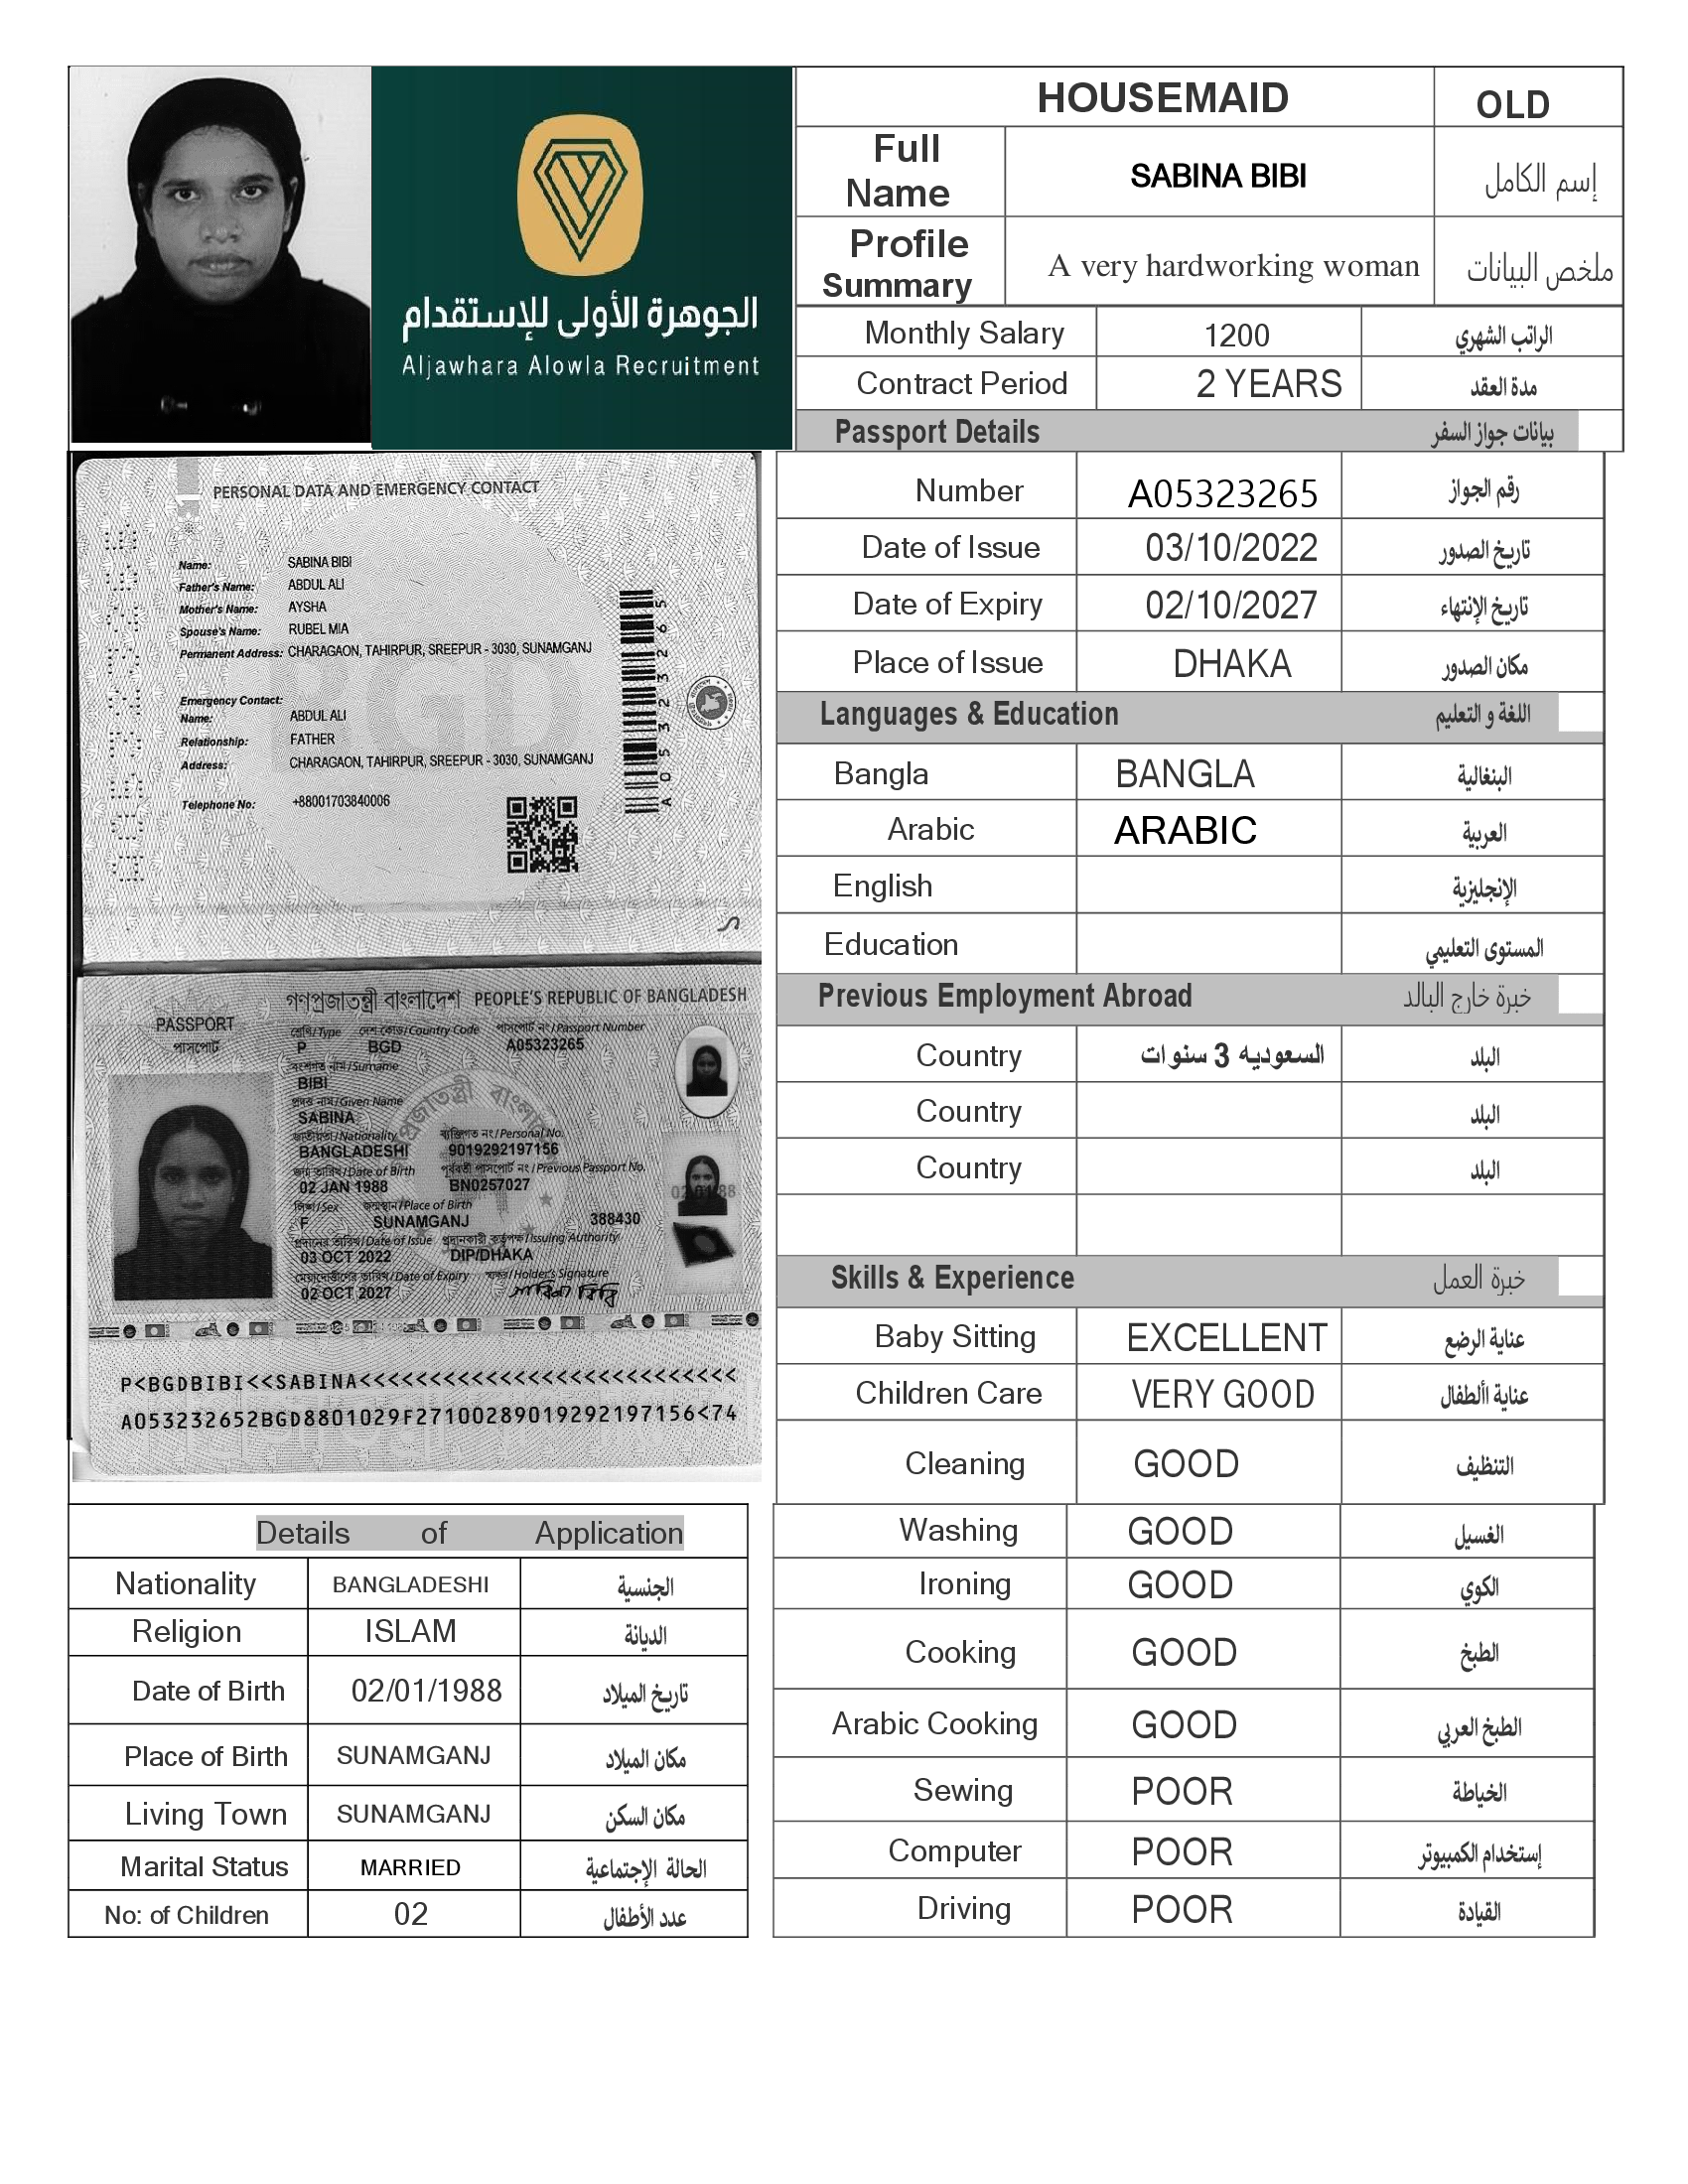 الجوهرة الأولى للإستقدام
Aljawhara Alowla Recruitment
HOUSEMAID OLD
Full Name SABINA BIBI إسم الكامل
Profile Summary A very hardworking woman ملخص البيانات
Monthly Salary 1200 الراتب الشهري
Contract Period 2 YEARS مدة العقد
Passport Details بيانات جواز السفر
Number A05323265 رقم الجواز
Date of Issue 03/10/2022 تاريخ الصدور
Date of Expiry 02/10/2027 تاريخ الإنتهاء
Place of Issue DHAKA مكان الصدور
Languages & Education اللغة و التعليم
Bangla BANGLA البنغالية
Arabic ARABIC العربية
English الإنجليزية
Education المستوى التعليمي
Previous Employment Abroad خبرة خارج البالد
Country السعوديه 3 سنوات البلد
Country البلد
Country البلد
Skills & Experience خبرة العمل
Baby Sitting EXCELLENT عناية الرضع
Children Care VERY GOOD عناية األطفال
Cleaning GOOD التنظيف
Washing GOOD الغسيل
Ironing GOOD الكوي
Cooking GOOD الطبخ
Arabic Cooking GOOD الطبخ العربي
Sewing POOR الخياطة
Computer POOR إستخدام الكمبيوتر
Driving POOR القيادة
PERSONAL DATA AND EMERGENCY CONTACT
Name: SABINA BIBI
Father's Name: ABDUL ALI
Mother's Name: AYSHA
Spouse's Name: RUBEL MIA
Permanent Address: CHARAGAON, TAHIRPUR, SREEPUR - 3030, SUNAMGANJ
Emergency Contact:
Name: ABDUL ALI
Relationship: FATHER
Address: CHARAGAON, TAHIRPUR, SREEPUR - 3030, SUNAMGANJ
Telephone No: +88001703840006
A05323265
BGD
গণপ্রজাতন্ত্রী বাংলাদেশ PEOPLE'S REPUBLIC OF BANGLADESH
PASSPORT
পাসপোর্ট
শ্রেণি/Type দেশ কোড/Country Code পাসপোর্ট নং/Passport Number
P BGD A05323265
বংশগত নাম/Surname
BIBI
প্রদত্ত নাম/Given Name
SABINA
জাতীয়তা/Nationality ব্যক্তিগত নং/Personal No.
BANGLADESHI 9019292197156
জন্ম তারিখ/Date of Birth পূর্ববর্তী পাসপোর্ট নং/Previous Passport No.
02 JAN 1988 BN0257027
লিঙ্গ/Sex জন্মস্থান/Place of Birth
F SUNAMGANJ 388430
প্রদানের তারিখ/Date of Issue প্রদানকারী কর্তৃপক্ষ/Issuing Authority
03 OCT 2022 DIP/DHAKA
মেয়াদোত্তীর্ণের তারিখ/Date of Expiry স্বাক্ষর/Holder's Signature
02 OCT 2027 সাবিনা বিবি
P<BGDBIBI<<SABINA<<<<<<<<<<<<<<<<<<<<<<<<<<<
A053232652BGD8801029F27100289019292197156<74
Details of Application
Nationality BANGLADESHI الجنسية
Religion ISLAM الديانة
Date of Birth 02/01/1988 تاريخ الميلاد
Place of Birth SUNAMGANJ مكان الميلاد
Living Town SUNAMGANJ مكان السكن
Marital Status MARRIED الحالة الإجتماعية
No: of Children 02 عدد الأطفال